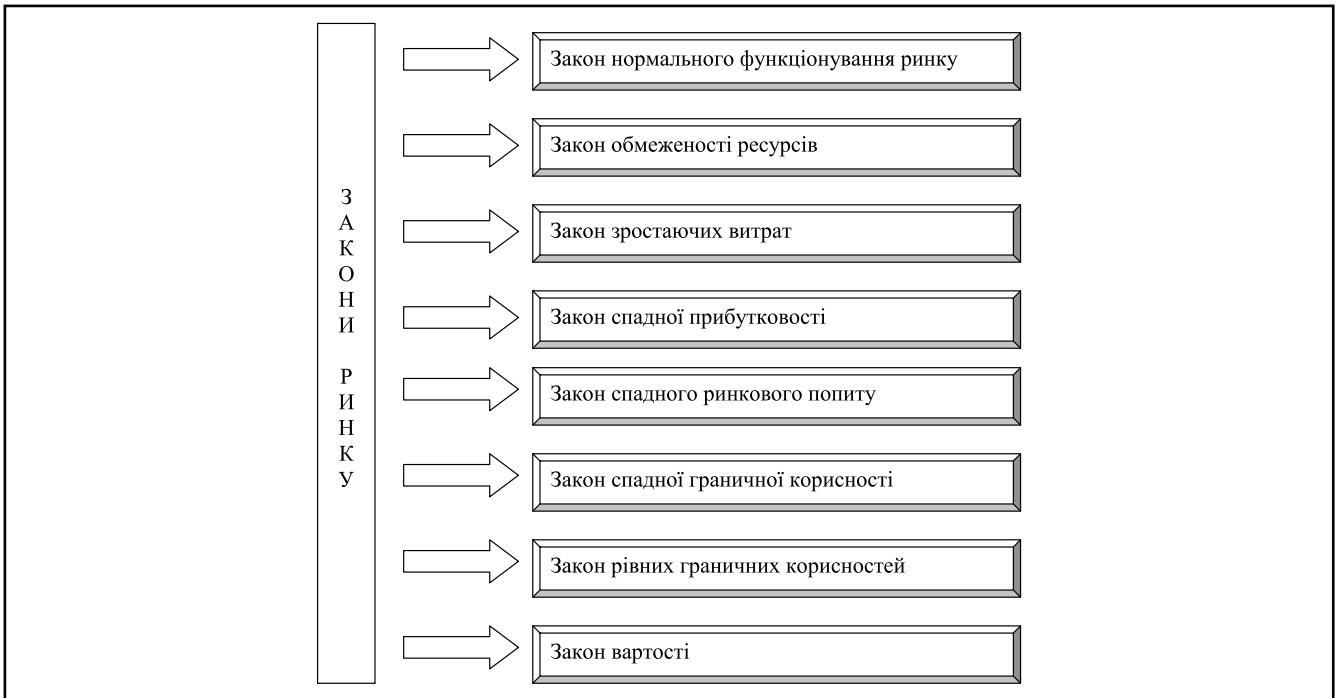 ЗАКОНИ РИНКУ
Закон нормального функціонування ринку
Закон обмеженості ресурсів
Закон зростаючих витрат
Закон спадної прибутковості
Закон спадного ринкового попиту
Закон спадної граничної корисності
Закон рівних граничних корисностей
Закон вартості